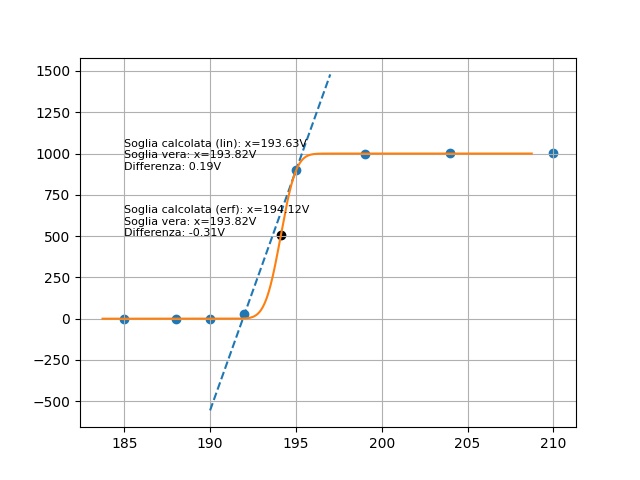 1500
1250
1000
750
500
250
0
−250
−500
Soglia calcolata (lin): x=193.63V
Soglia vera: x=193.82V
Differenza: 0.19V
Soglia calcolata (erf): x=194.12V
Soglia vera: x=193.82V
Differenza: -0.31V
185 190 195 200 205 210